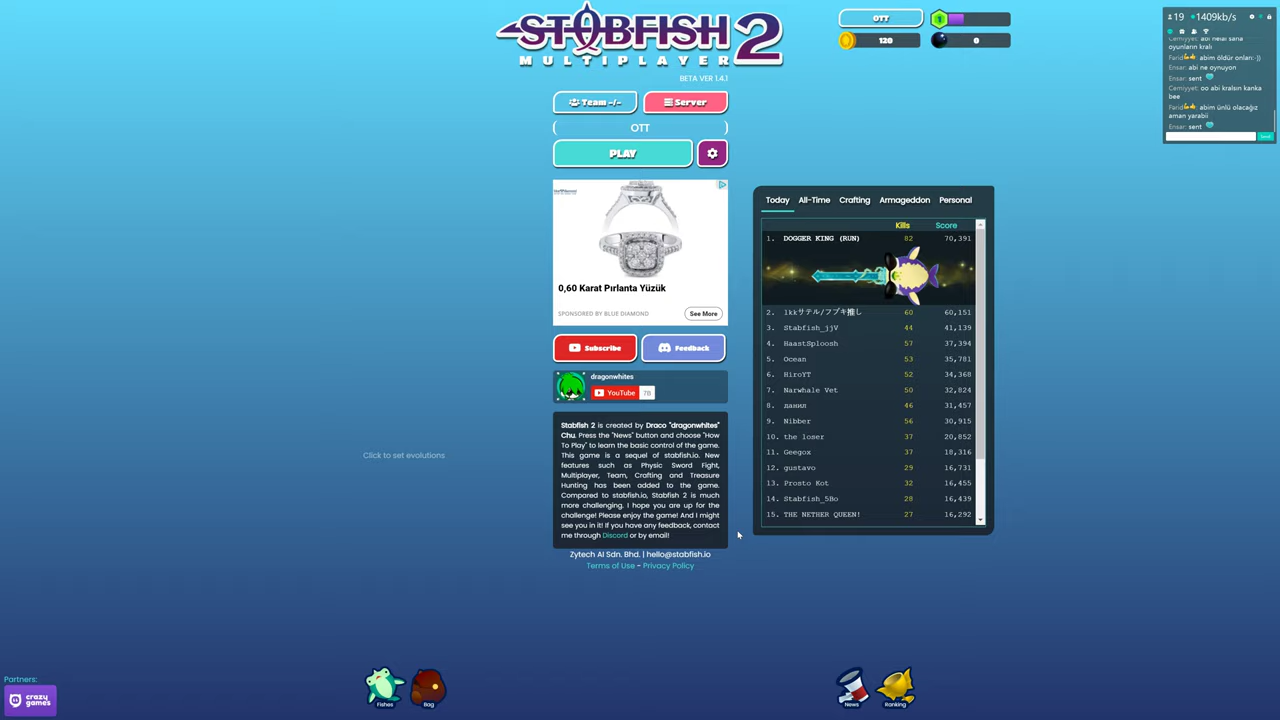 STABFISH 2
MULTIPLAYER
BETA VER 1.4.1
OTT
1
120
0
Team -/-
Server
OTT
PLAY
0,60 Karat Pırlanta Yüzük
SPONSORED BY BLUE DIAMOND
See More
Subscribe
Feedback
dragonwhites
YouTube 78
Stabfish 2 is created by Draco "dragonwhites"
Chu. Press the "News" button and choose "How
To Play" to learn the basic control of the game.
This game is a sequel of stabfish.io. New
features such as Physic Sword Fight,
Multiplayer, Team, Crafting and Treasure
Hunting has been added to the game.
Compared to stabfish.io, Stabfish 2 is much
more challenging. I hope you are up for the
challenge! Please enjoy the game! And I might
see you in it! If you have any feedback, contact
me through Discord or by email!
Zytech AI Sdn. Bhd. | hello@stabfish.io
Terms of Use - Privacy Policy
Click to set evolutions
Today All-Time Crafting Armageddon Personal
Kills Score
1. DOGGER KING (RUN) 82 70,391
2. lkkサテル/フブキ推し 60 60,151
3. Stabfish_jjV 44 41,139
4. HaastSploosh 57 37,394
5. Ocean 53 35,781
6. HiroYT 52 34,368
7. Narwhale Vet 50 32,824
8. данил 46 31,457
9. Nibber 56 30,915
10. the loser 37 20,852
11. Geegox 37 18,316
12. gustavo 29 16,731
13. Prosto Kot 32 16,455
14. Stabfish_5Bo 28 16,439
15. THE NETHER QUEEN! 27 16,292
19 1409kb/s
Cemiyyet: abi helal sana
oyunların kralı
Farid: abim öldür onları:-))
Ensar: abi ne oynuyon
Ensar: sent
Cemiyyet: oo abi kralsın kanka
bee
Farid: abim ünlü olacağız
aman yarabii
Ensar: sent
Send
Partners:
crazy
games
Fishes
Bag
News
Ranking